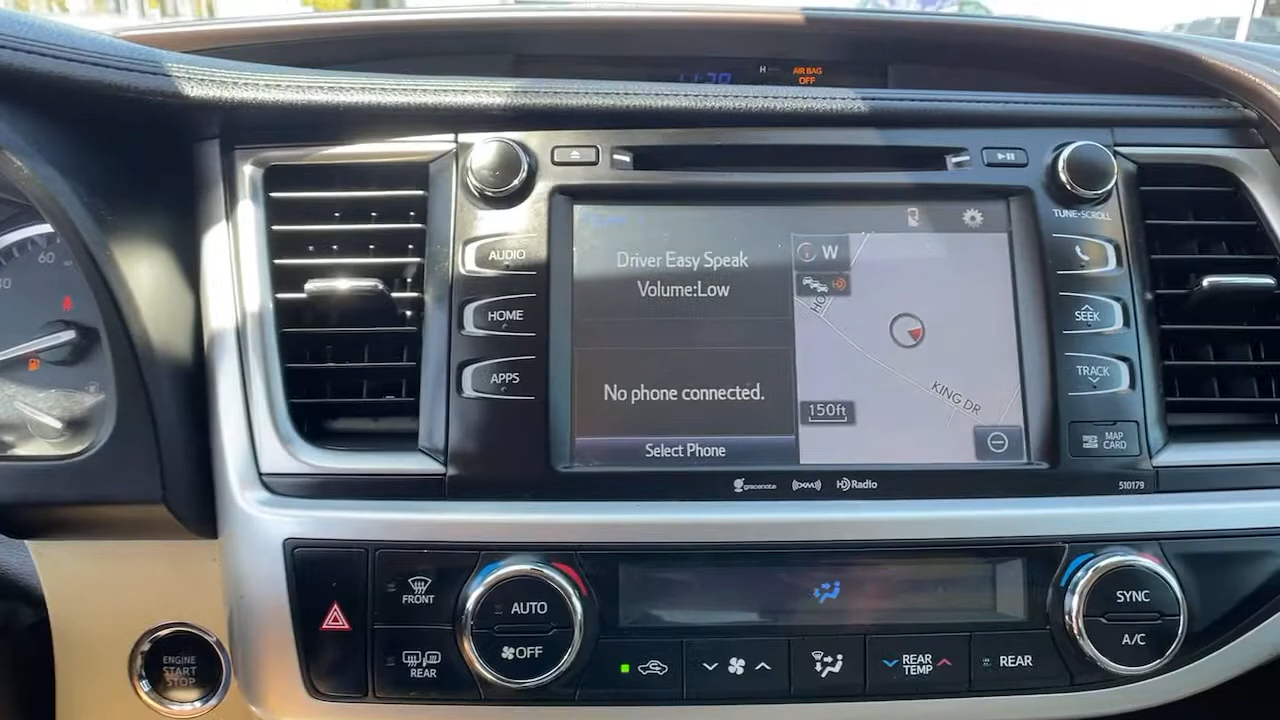 H
AIR BAG
OFF
TUNE•SCROLL
AUDIO
HOME
APPS
Driver Easy Speak
Volume:Low
No phone connected.
Select Phone
W
KING DR
150ft
SEEK
TRACK
MAP
CARD
gracenote
HD Radio
510179
60
FRONT
REAR
AUTO
OFF
REAR
TEMP
REAR
SYNC
A/C
ENGINE
START
STOP